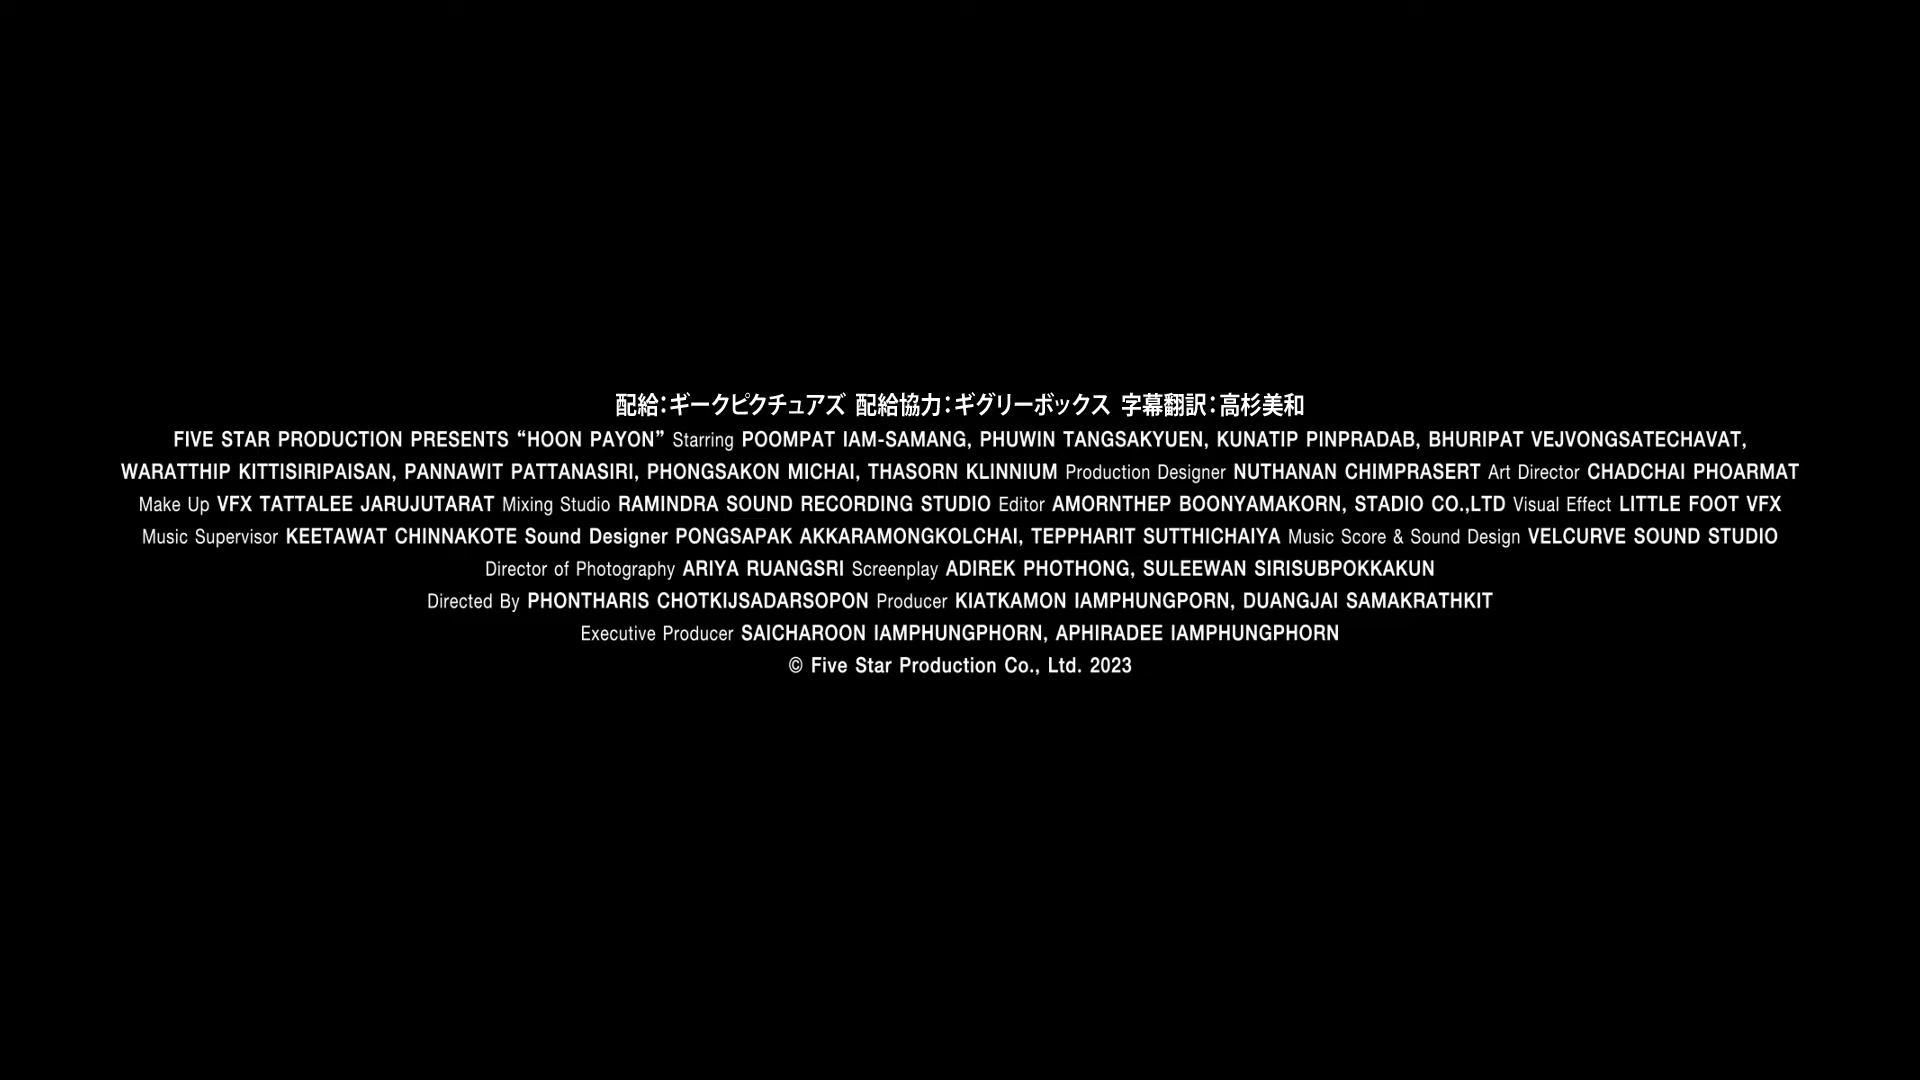 配給：ギークピクチュアズ 配給協力：ギグリーボックス 字幕翻訳：高杉美和
FIVE STAR PRODUCTION PRESENTS “HOON PAYON” Starring POOMPAT IAM-SAMANG, PHUWIN TANGSAKYUEN, KUNATIP PINPRADAB, BHURIPAT VEJVONGSATECHAVAT,
WARATTHIP KITTISIRIPAISAN, PANNAWIT PATTANASIRI, PHONGSAKON MICHAI, THASORN KLINNIUM Production Designer NUTHANAN CHIMPRASERT Art Director CHADCHAI PHOARMAT
Make Up VFX TATTALEE JARUJUTARAT Mixing Studio RAMINDRA SOUND RECORDING STUDIO Editor AMORNTHEP BOONYAMAKORN, STADIO CO.,LTD Visual Effect LITTLE FOOT VFX
Music Supervisor KEETAWAT CHINNAKOTE Sound Designer PONGSAPAK AKKARAMONGKOLCHAI, TEPPHARIT SUTTHICHAIYA Music Score & Sound Design VELCURVE SOUND STUDIO
Director of Photography ARIYA RUANGSRI Screenplay ADIREK PHOTHONG, SULEEWAN SIRISUBPOKKAKUN
Directed By PHONTHARIS CHOTKIJSADARSOPON Producer KIATKAMON IAMPHUNGPORN, DUANGJAI SAMAKRATHKIT
Executive Producer SAICHAROON IAMPHUNGPHORN, APHIRADEE IAMPHUNGPHORN
© Five Star Production Co., Ltd. 2023